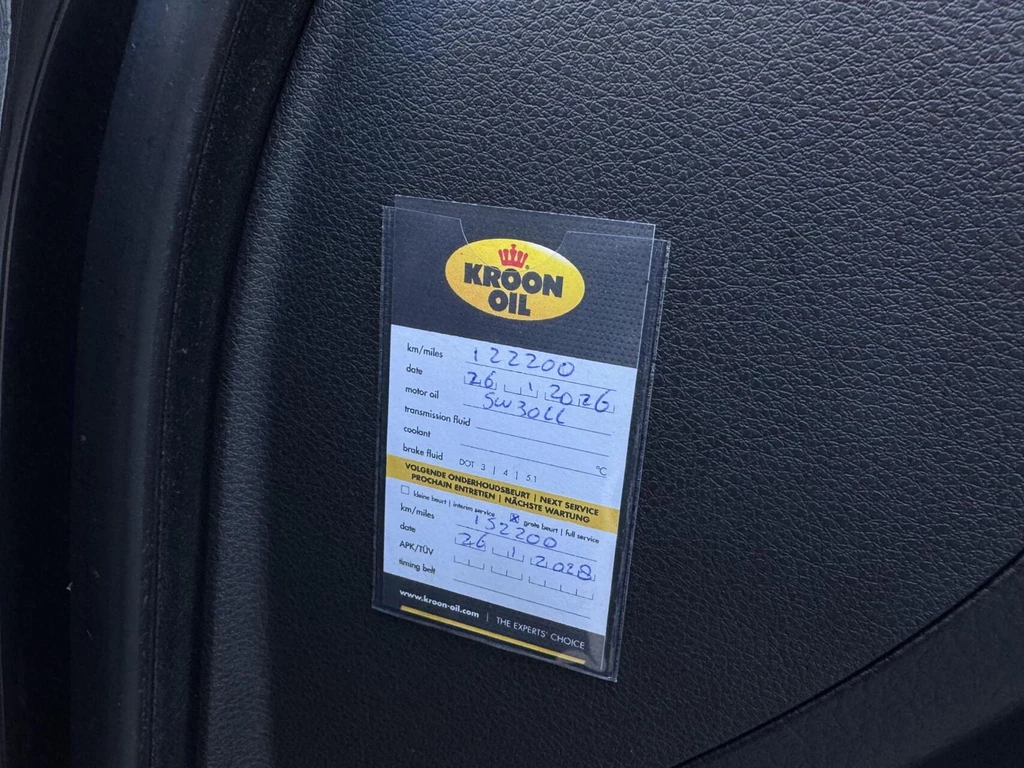 KROON
OIL
km/miles 122200
date 26 1 2026
motor oil 5W30LL
transmission fluid
coolant °C
brake fluid DOT 3 | 4 | 5.1
VOLGENDE ONDERHOUDSBEURT | NEXT SERVICE
PROCHAIN ENTRETIEN | NÄCHSTE WARTUNG
kleine beurt | interim service grote beurt | full service
km/miles 152200
date 26 1 2028
APK/TÜV
timing belt
www.kroon-oil.com | THE EXPERTS' CHOICE